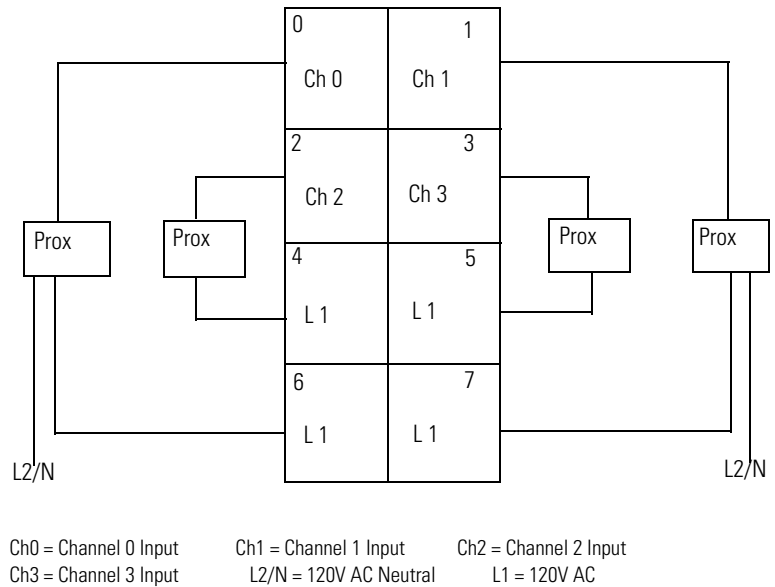 0 1
Ch 0 Ch 1
2 3
Ch 2 Ch 3
Prox Prox Prox Prox
4 5
L 1 L 1
6 7
L 1 L 1
L2/N L2/N
Ch0 = Channel 0 Input Ch1 = Channel 1 Input Ch2 = Channel 2 Input
Ch3 = Channel 3 Input L2/N = 120V AC Neutral L1 = 120V AC